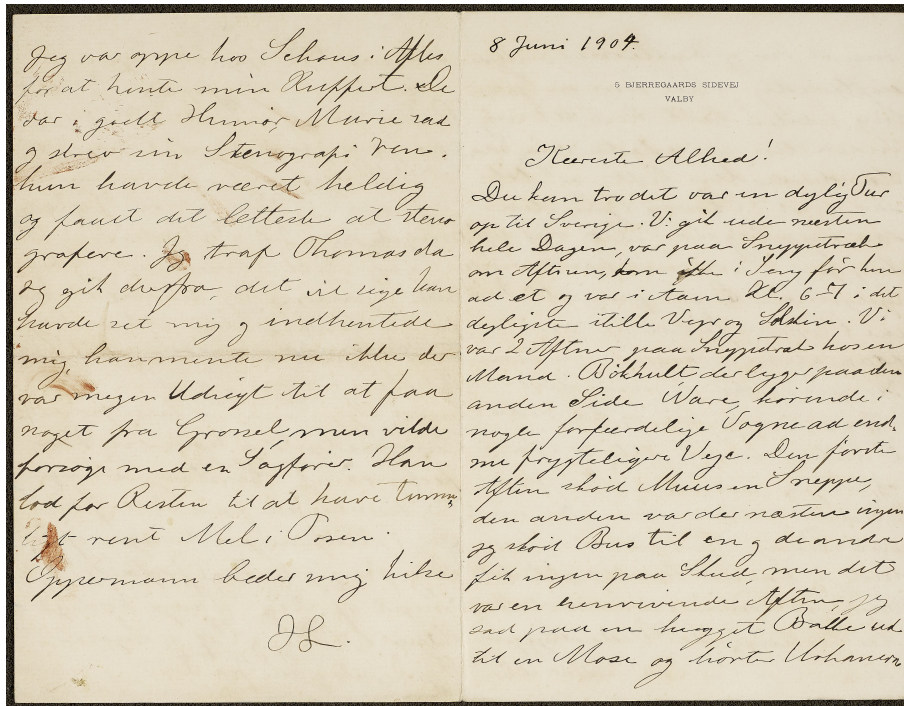 8 Juni 1904.
5 BJERREGAARDS SIDEVEJ
VALBY
Kæreste Alhed!
Du kan tro det var en dejlig Tur
op til Sverige. Vi gik ude næsten
hele Dagen, var paa Sneppetræk
om Aftnen, kom ikke i Seng før hen
ad et og var i Aam Kl. 6-7 i det
dejligste stille Vejr og Solskin. Vi
var 2 Aftner paa Sneppetræk hos en
Mand. Bökhult, der ligger paa den
anden Side Ware, kørende i
nogle forfærdelige Vogne ad end-
nu frygteligere Veje. Den første
Aften skød Muus en Sneppe,
den anden var der næsten ingen
jeg skød Bus til en og de andre
fik ingen paa Skud, men det
var en henrivende Aften, jeg
sad paa en hugget Balle ud
til en Mose og hørte Urhanerne
Jeg var oppe hos Schous i Aftes
for at hente min Kuffert. De
var i godt Humør, Marie sad
og skrev sin Stenografi ren.
hun havde været heldig
og faaet det letteste at steno
grafere. Jeg traf Thomas da
jeg gik derfra, det vil sige han
havde set mig og indhentede
mig, han mente nu ikke der
var megen Udsigt til at faa
noget fra Grossel, men vilde
forsøge med en Sagfører. Han
lod for Resten til at have temme
ligt rent Mel i Posen.
Oppermann beder mig hilse
JL.